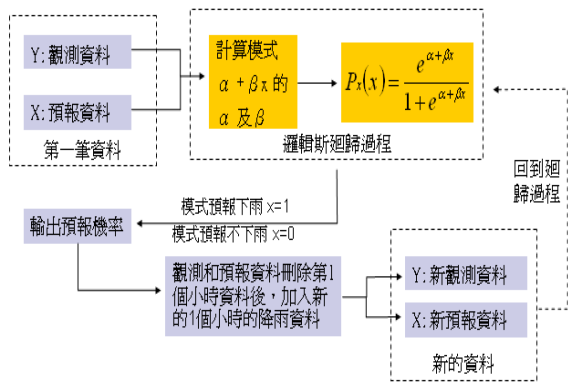 Y: 觀測資料
X: 預報資料
第一筆資料
計算模式
α + βx 的
α 及 β
Px(x) = e^(α+βx) / (1 + e^(α+βx))
邏輯斯廻歸過程
回到廻
歸過程
模式預報下雨 x=1
模式預報不下雨 x=0
輸出預報機率
觀測和預報資料刪除第1
個小時資料後，加入新
的1個小時的降雨資料
Y: 新觀測資料
X: 新預報資料
新的資料